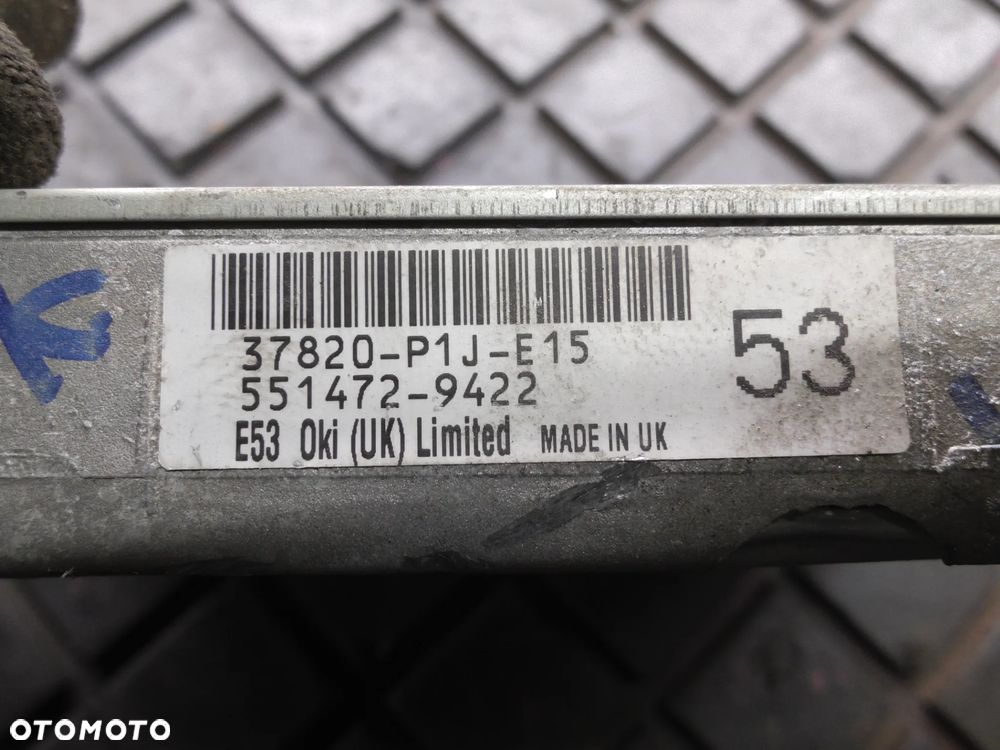 37820-P1J-E15
551472-9422
53
E53 Oki (UK) Limited MADE IN UK
OTOMOTO